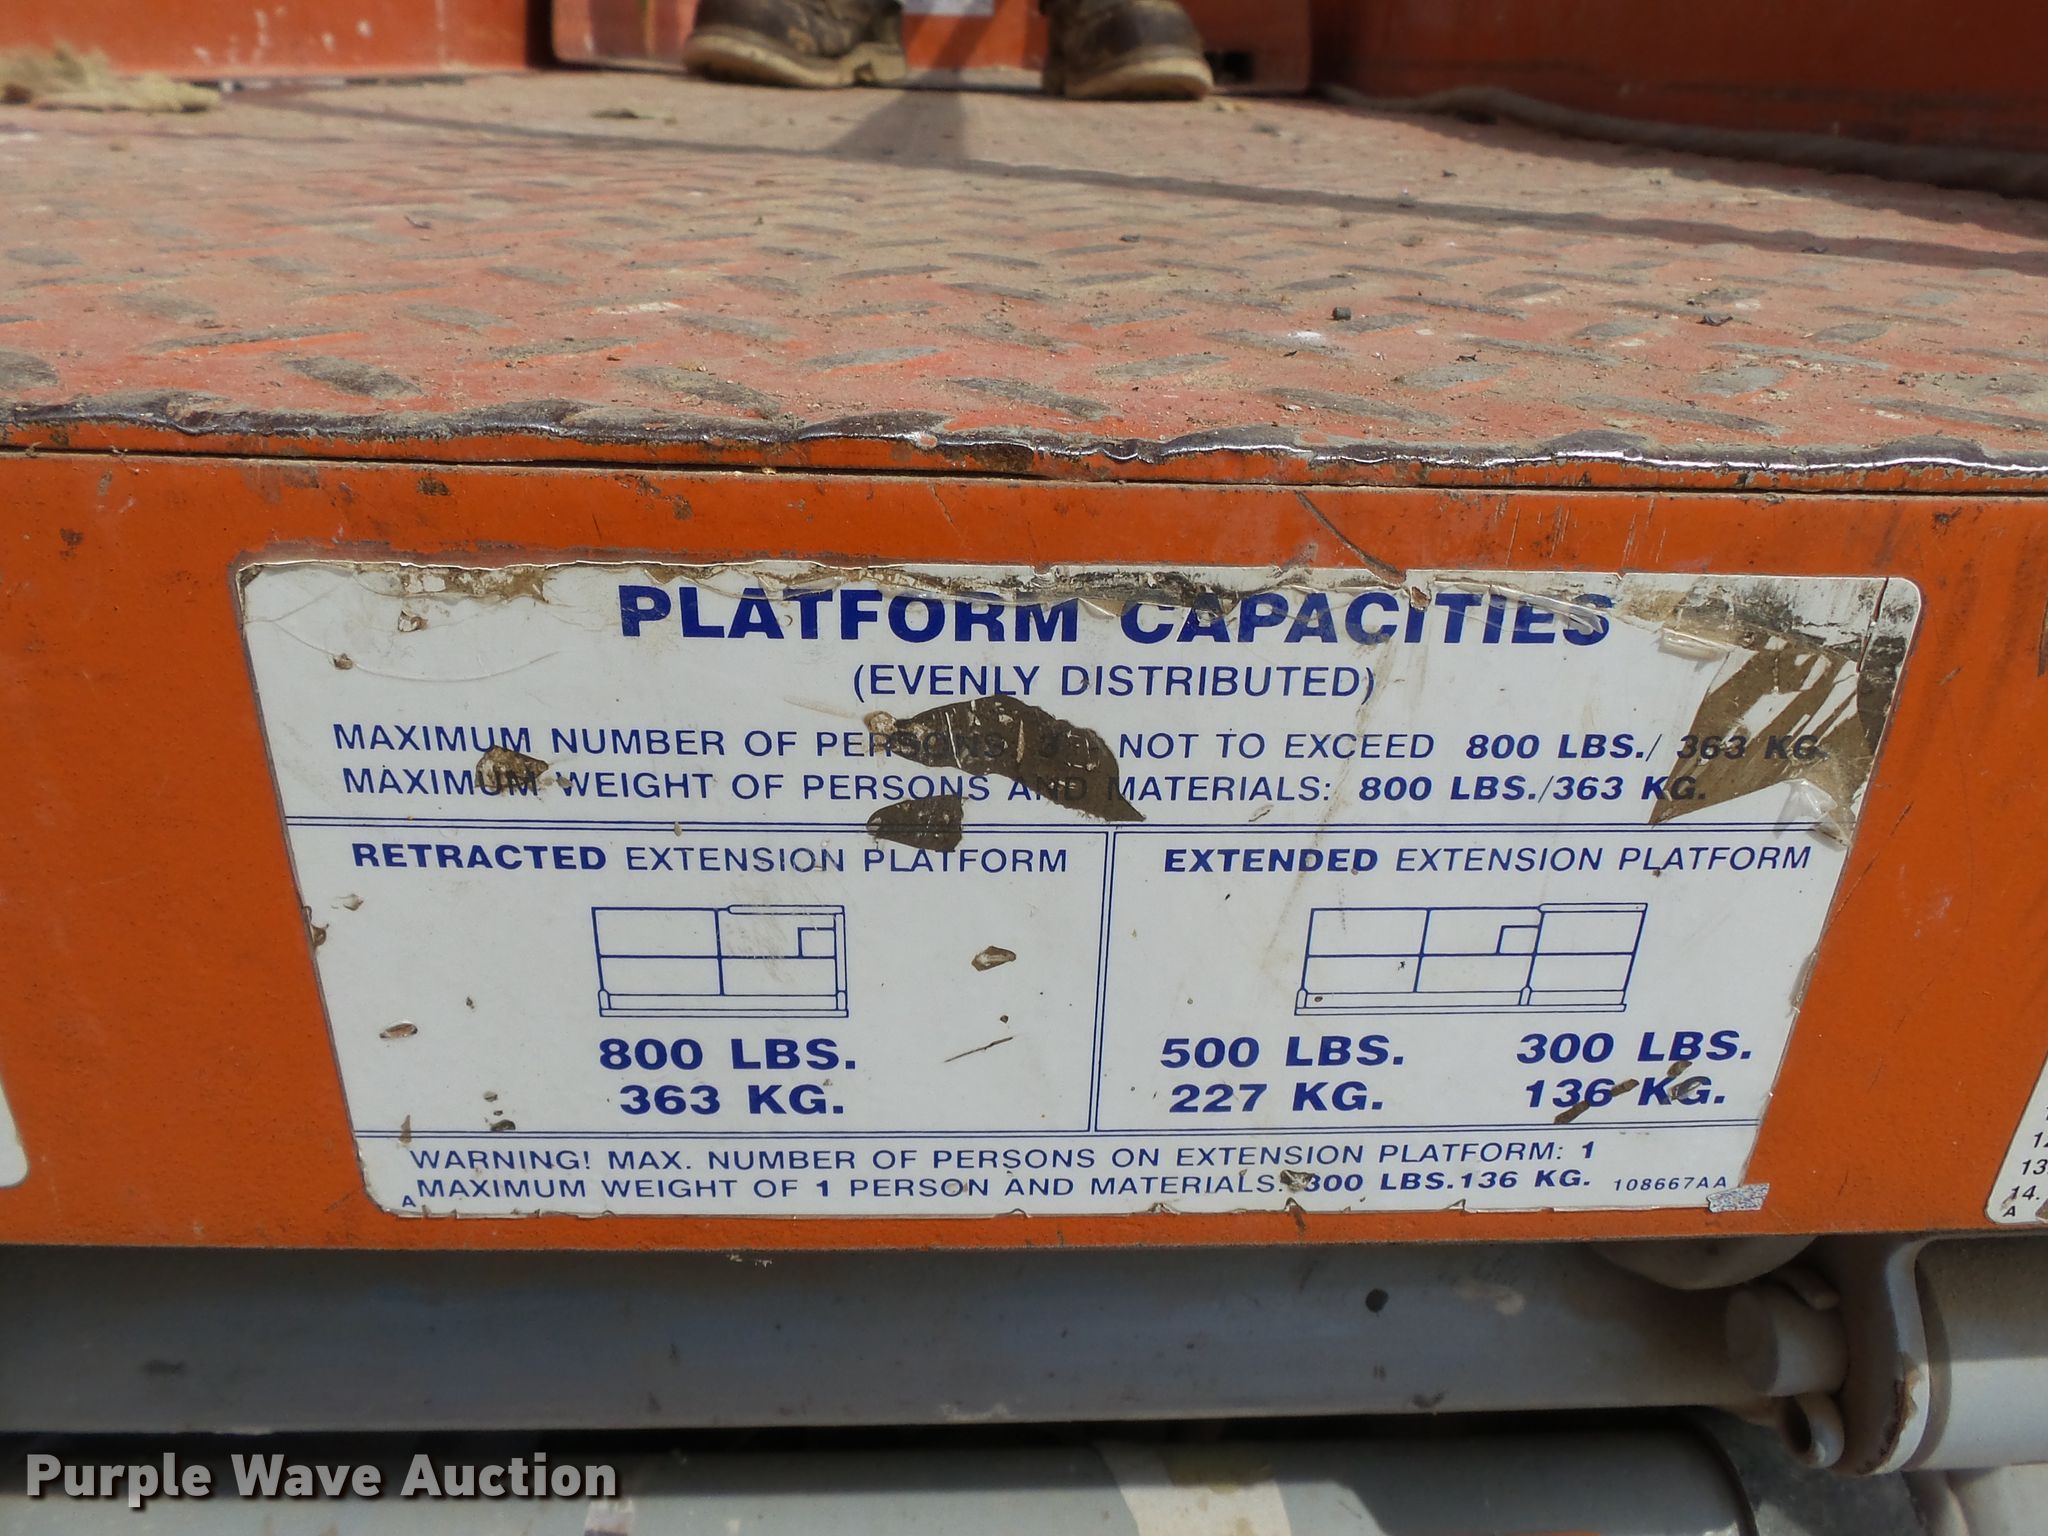 PLATFORM CAPACITIES
(EVENLY DISTRIBUTED)
MAXIMUM NUMBER OF PERSONS 3 - NOT TO EXCEED 800 LBS./ 363 KG.
MAXIMUM WEIGHT OF PERSONS AND MATERIALS: 800 LBS./363 KG.
RETRACTED EXTENSION PLATFORM
800 LBS.
363 KG.
EXTENDED EXTENSION PLATFORM
500 LBS. 300 LBS.
227 KG. 136 KG.
WARNING! MAX. NUMBER OF PERSONS ON EXTENSION PLATFORM: 1
A MAXIMUM WEIGHT OF 1 PERSON AND MATERIALS: 300 LBS.136 KG. 108667AA
13.
14.
A
Purple Wave Auction